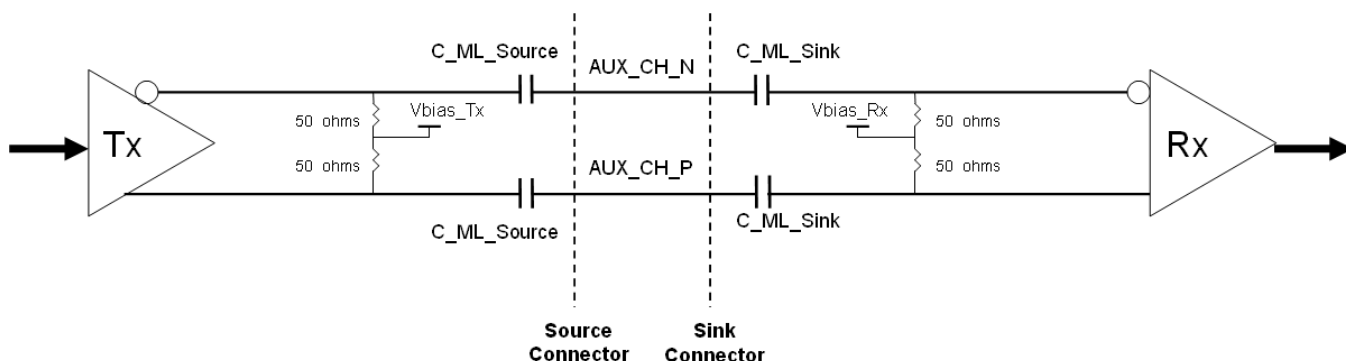 C_ML_Source
C_ML_Sink
AUX_CH_N
Vbias_Tx
Vbias_Rx
50 ohms
50 ohms
Tx
Rx
50 ohms
50 ohms
AUX_CH_P
C_ML_Source
C_ML_Sink
Source
Connector
Sink
Connector